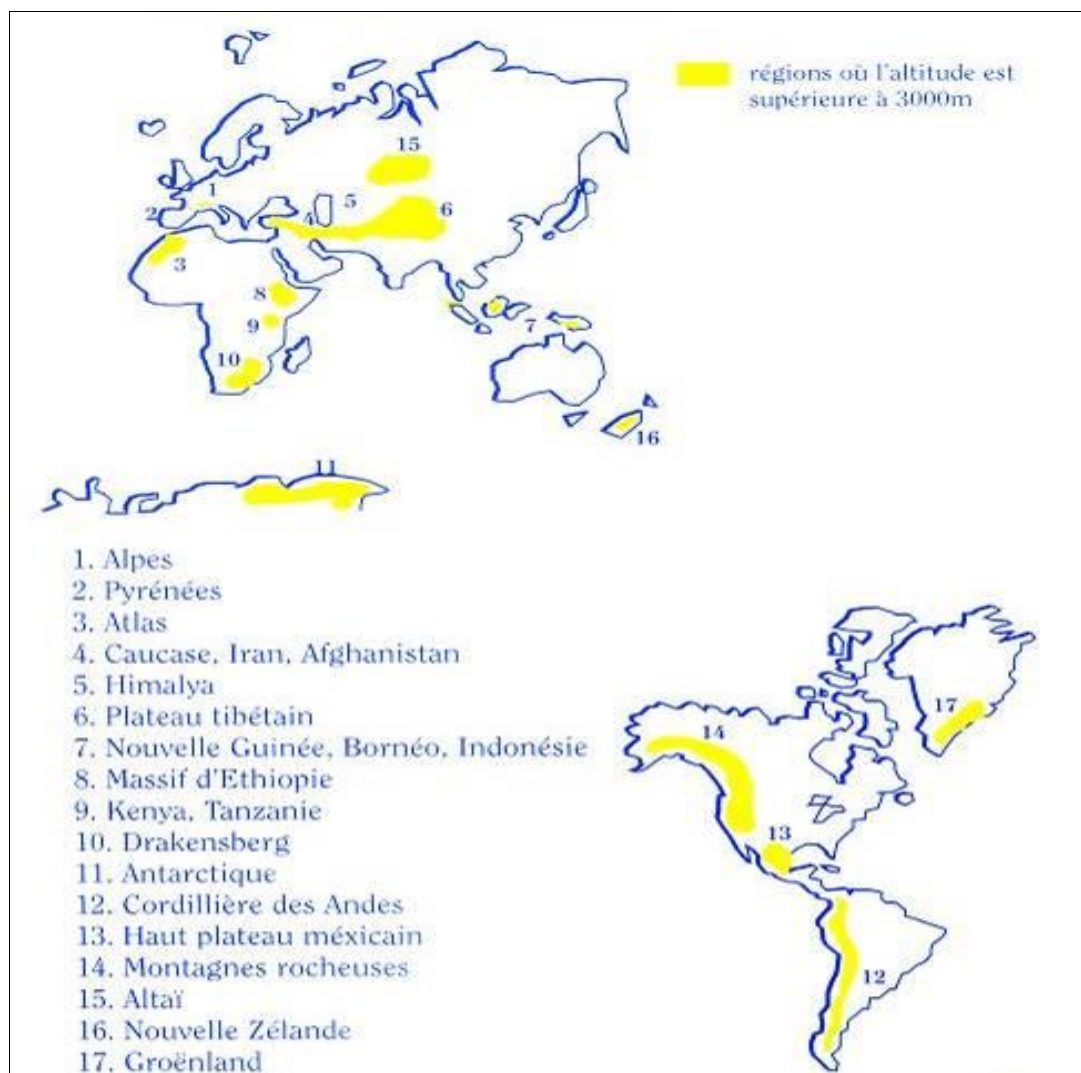 régions où l'altitude est
supérieure à 3000m
15
1
2
5
6
4
3
8
7
9
10
16
11
1. Alpes
2. Pyrénées
3. Atlas
4. Caucase, Iran, Afghanistan
5. Himalya
6. Plateau tibétain
7. Nouvelle Guinée, Bornéo, Indonésie
8. Massif d'Ethiopie
9. Kenya, Tanzanie
10. Drakensberg
11. Antarctique
12. Cordillière des Andes
13. Haut plateau méxicain
14. Montagnes rocheuses
15. Altaï
16. Nouvelle Zélande
17. Groënland
17
14
13
12